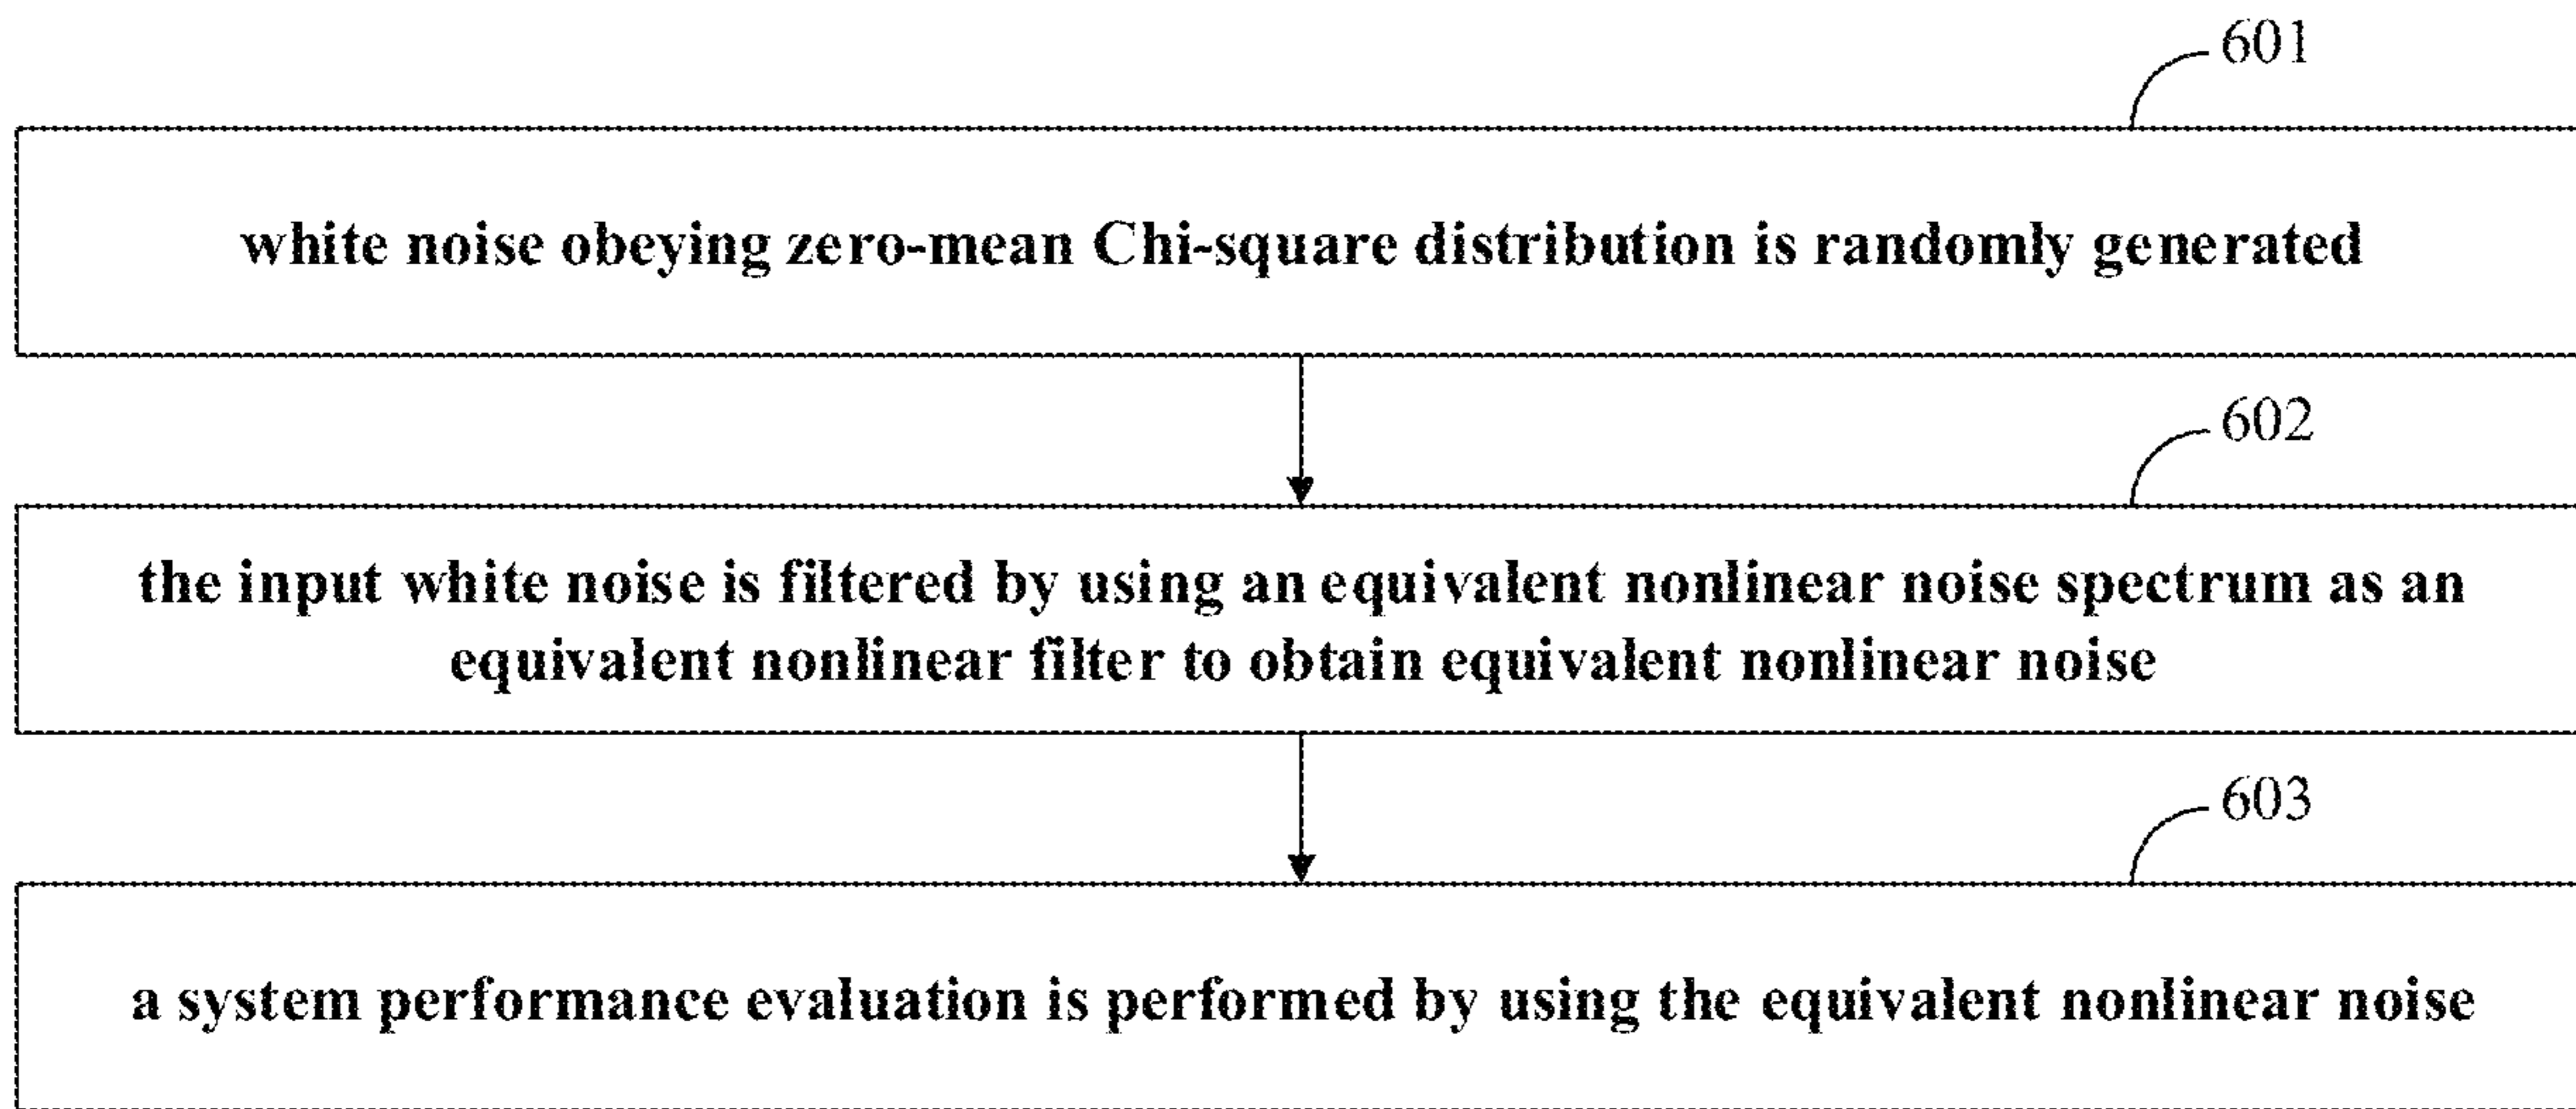 601
white noise obeying zero-mean Chi-square distribution is randomly generated
602
the input white noise is filtered by using an equivalent nonlinear noise spectrum as an
equivalent nonlinear filter to obtain equivalent nonlinear noise
603
a system performance evaluation is performed by using the equivalent nonlinear noise